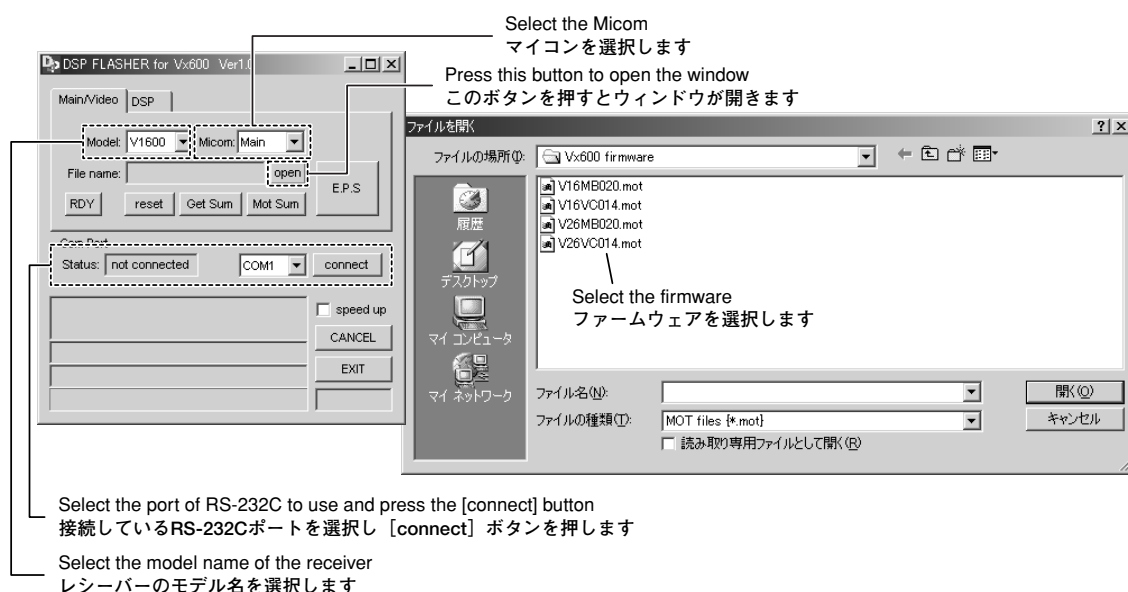 Select the Micom
マイコンを選択します
Press this button to open the window
このボタンを押すとウィンドウが開きます
DSP FLASHER for Vx600 Ver1.0
Main/Video DSP
Model: V1600 Micom: Main
File name: open
E.P.S
RDY reset Get Sum Mot Sum
Com Port
Status: not connected COM1 connect
speed up
CANCEL
EXIT
ファイルを開く
ファイルの場所(I): Vx600 firmware
履歴
デスクトップ
マイ コンピュータ
マイ ネットワーク
V16MB020.mot
V16VC014.mot
V26MB020.mot
V26VC014.mot
Select the firmware
ファームウェアを選択します
ファイル名(N): 開く(O)
ファイルの種類(T): MOT files {*.mot} キャンセル
読み取り専用ファイルとして開く(R)
Select the port of RS-232C to use and press the [connect] button
接続しているRS-232Cポートを選択し［connect］ボタンを押します
Select the model name of the receiver
レシーバーのモデル名を選択します